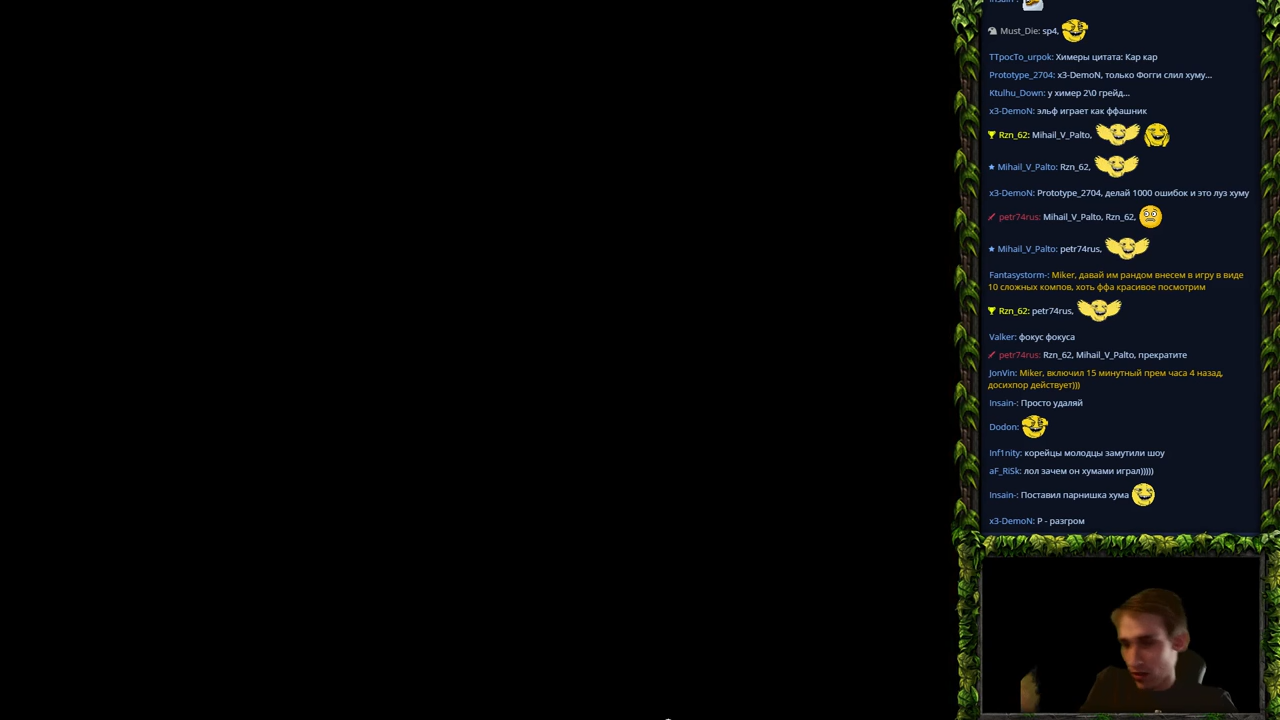 Must_Die: sp4,
TTpocTo_urpok: Химеры цитата: Кар кар
Prototype_2704: x3-DemoN, только Фогги слил хуму...
Ktulhu_Down: у химер 2\0 грейд...
x3-DemoN: эльф играет как ффашник
Rzn_62: Mihail_V_Palto,
Mihail_V_Palto: Rzn_62,
x3-DemoN: Prototype_2704, делай 1000 ошибок и это луз хуму
petr74rus: Mihail_V_Palto, Rzn_62,
Mihail_V_Palto: petr74rus,
Fantasystorm-: Miker, давай им рандом внесем в игру в виде
10 сложных компов, хоть ффа красивое посмотрим
Rzn_62: petr74rus,
Valker: фокус фокуса
petr74rus: Rzn_62, Mihail_V_Palto, прекратите
JonVin: Miker, включил 15 минутный прем часа 4 назад,
досихпор действует)))
Insain-: Просто удаляй
Dodon:
Inf1nity: корейцы молодцы замутили шоу
aF_RiSk: лол зачем он хумами играл)))))
Insain-: Поставил парнишка хума
x3-DemoN: Р - разгром